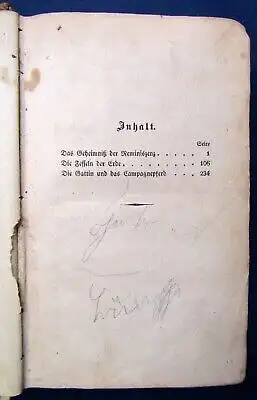 Inhalt.
Seite
Das Geheimniß der Reminiszenz . . . . . 1
Die Fesseln der Erde . . . . . . . . . 106
Die Gattin und das Campagnepferd . . . . 234